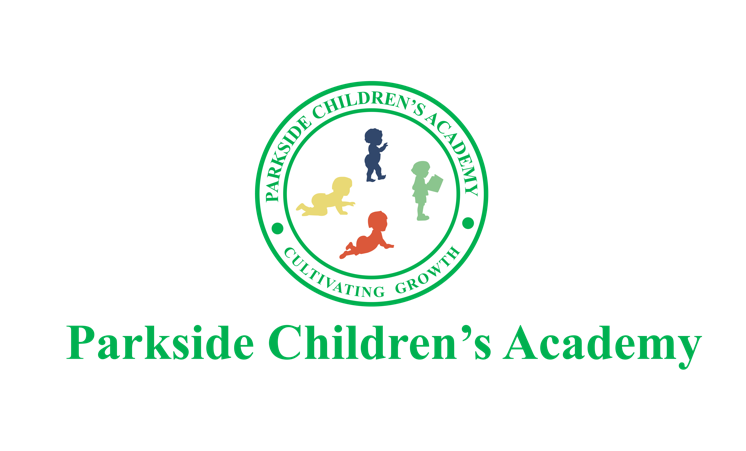 PARKSIDE CHILDREN’S ACADEMY
CULTIVATING GROWTH
Parkside Children’s Academy